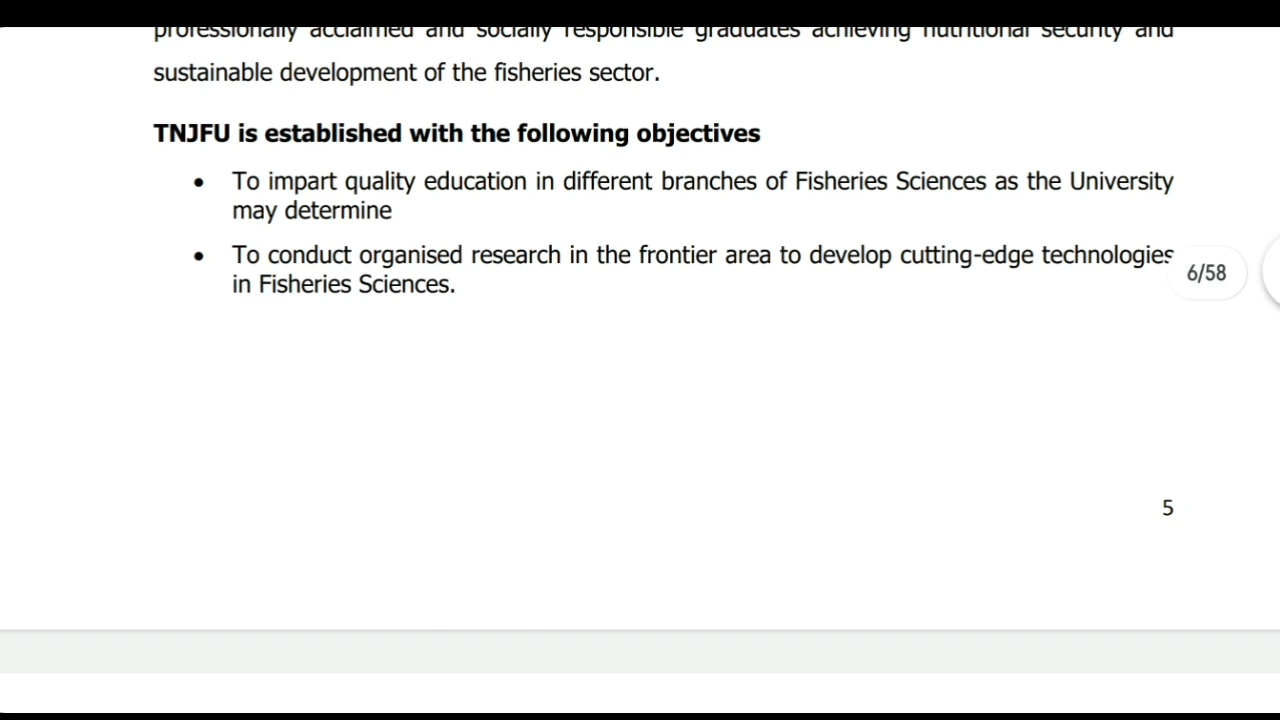 professionally acclaimed and socially responsible graduates achieving nutritional security and
sustainable development of the fisheries sector.
TNJFU is established with the following objectives
• To impart quality education in different branches of Fisheries Sciences as the University
may determine
• To conduct organised research in the frontier area to develop cutting-edge technologies
in Fisheries Sciences.
6/58
5